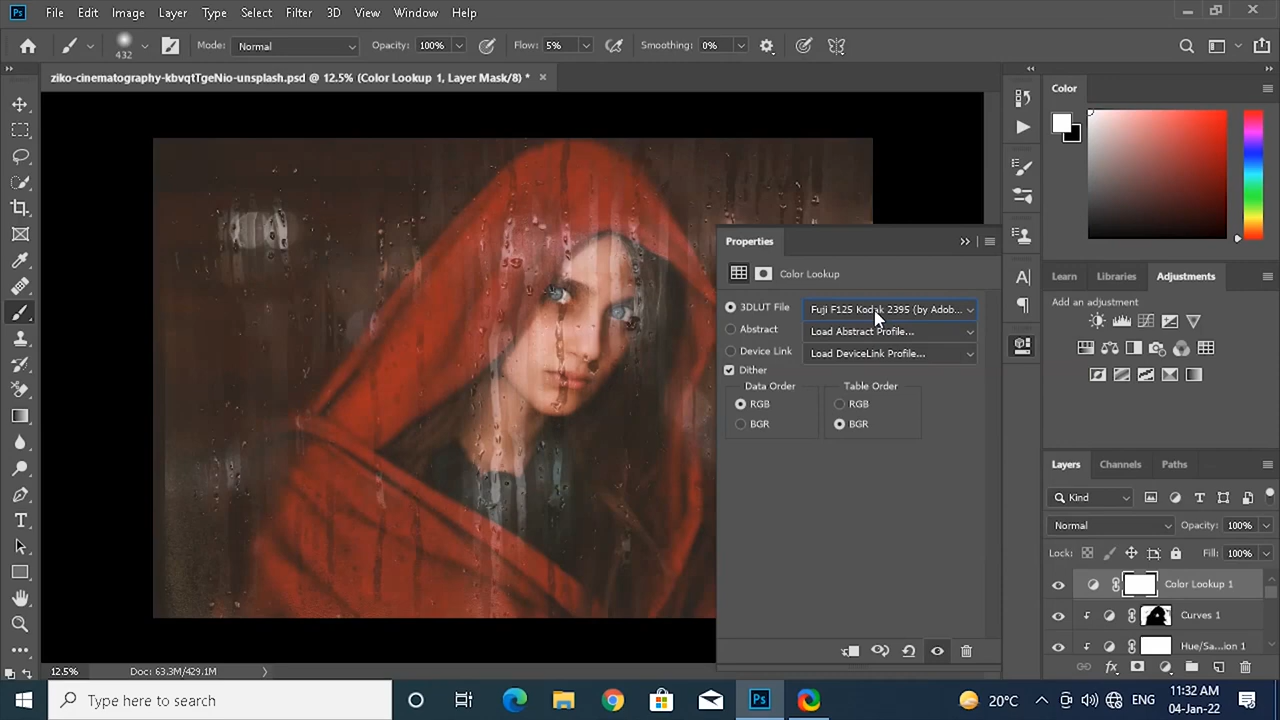 Ps File Edit Image Layer Type Select Filter 3D View Window Help
432 Mode: Normal Opacity: 100% Flow: 5% Smoothing: 0%
ziko-cinematography-kbvqtTgeNio-unsplash.psd @ 12.5% (Color Lookup 1, Layer Mask/8) *
Color
Properties
Color Lookup
3DLUT File Fuji F125 Kodak 2395 (by Adob...
Abstract Load Abstract Profile...
Device Link Load DeviceLink Profile...
Dither
Data Order Table Order
RGB RGB
BGR BGR
Learn Libraries Adjustments
Add an adjustment
Layers Channels Paths
Kind
Normal Opacity: 100%
Lock: Fill: 100%
Color Lookup 1
Curves 1
Hue/Sa...ion 1
12.5% Doc: 63.3M/429.1M
Type here to search
Ps
20°C ENG 11:32 AM
04-Jan-22